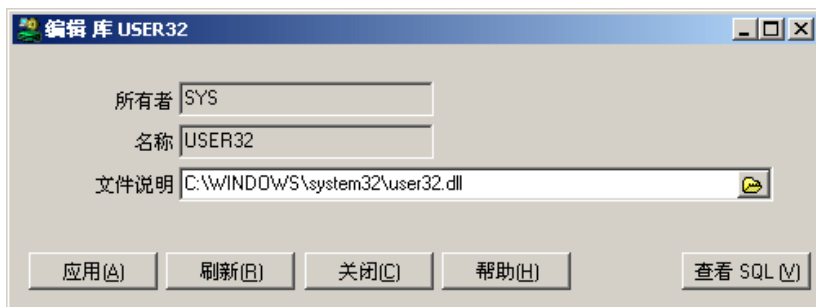 编辑 库 USER32
所有者 SYS
名称 USER32
文件说明 C:\WINDOWS\system32\user32.dll
应用(A) 刷新(R) 关闭(C) 帮助(H) 查看 SQL (V)